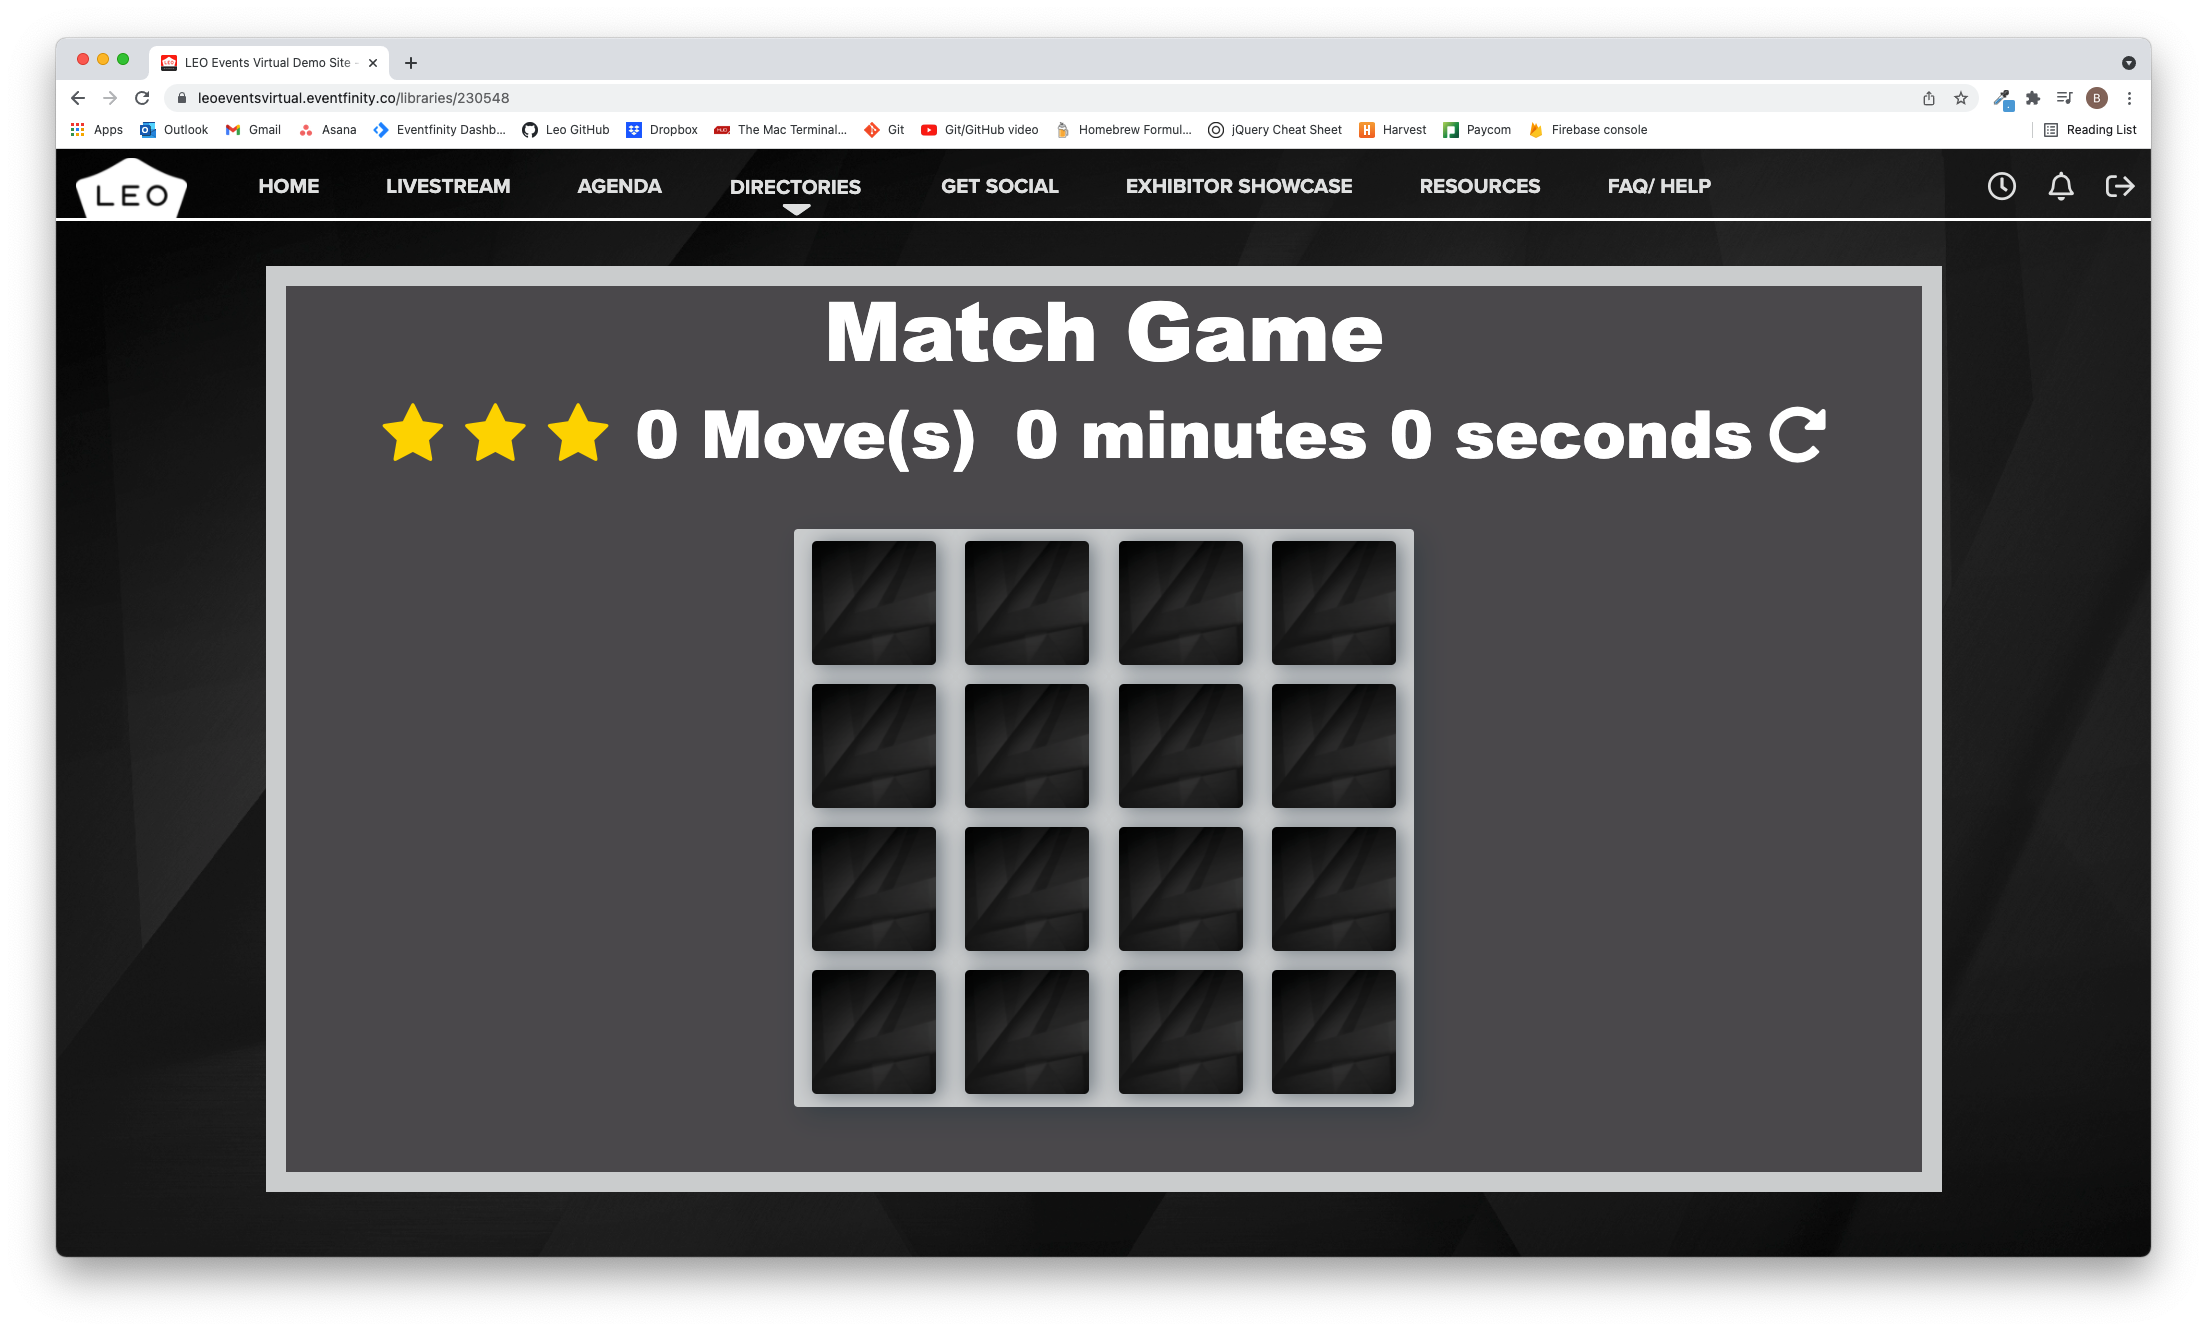 LEO Events Virtual Demo Site -
leoeventsvirtual.eventfinity.co/libraries/230548
B
Apps Outlook Gmail Asana Eventfinity Dashb... Leo GitHub Dropbox The Mac Terminal... Git Git/GitHub video Homebrew Formul... jQuery Cheat Sheet Harvest Paycom Firebase console Reading List
LEO HOME LIVESTREAM AGENDA DIRECTORIES GET SOCIAL EXHIBITOR SHOWCASE RESOURCES FAQ/ HELP
Match Game
0 Move(s) 0 minutes 0 seconds